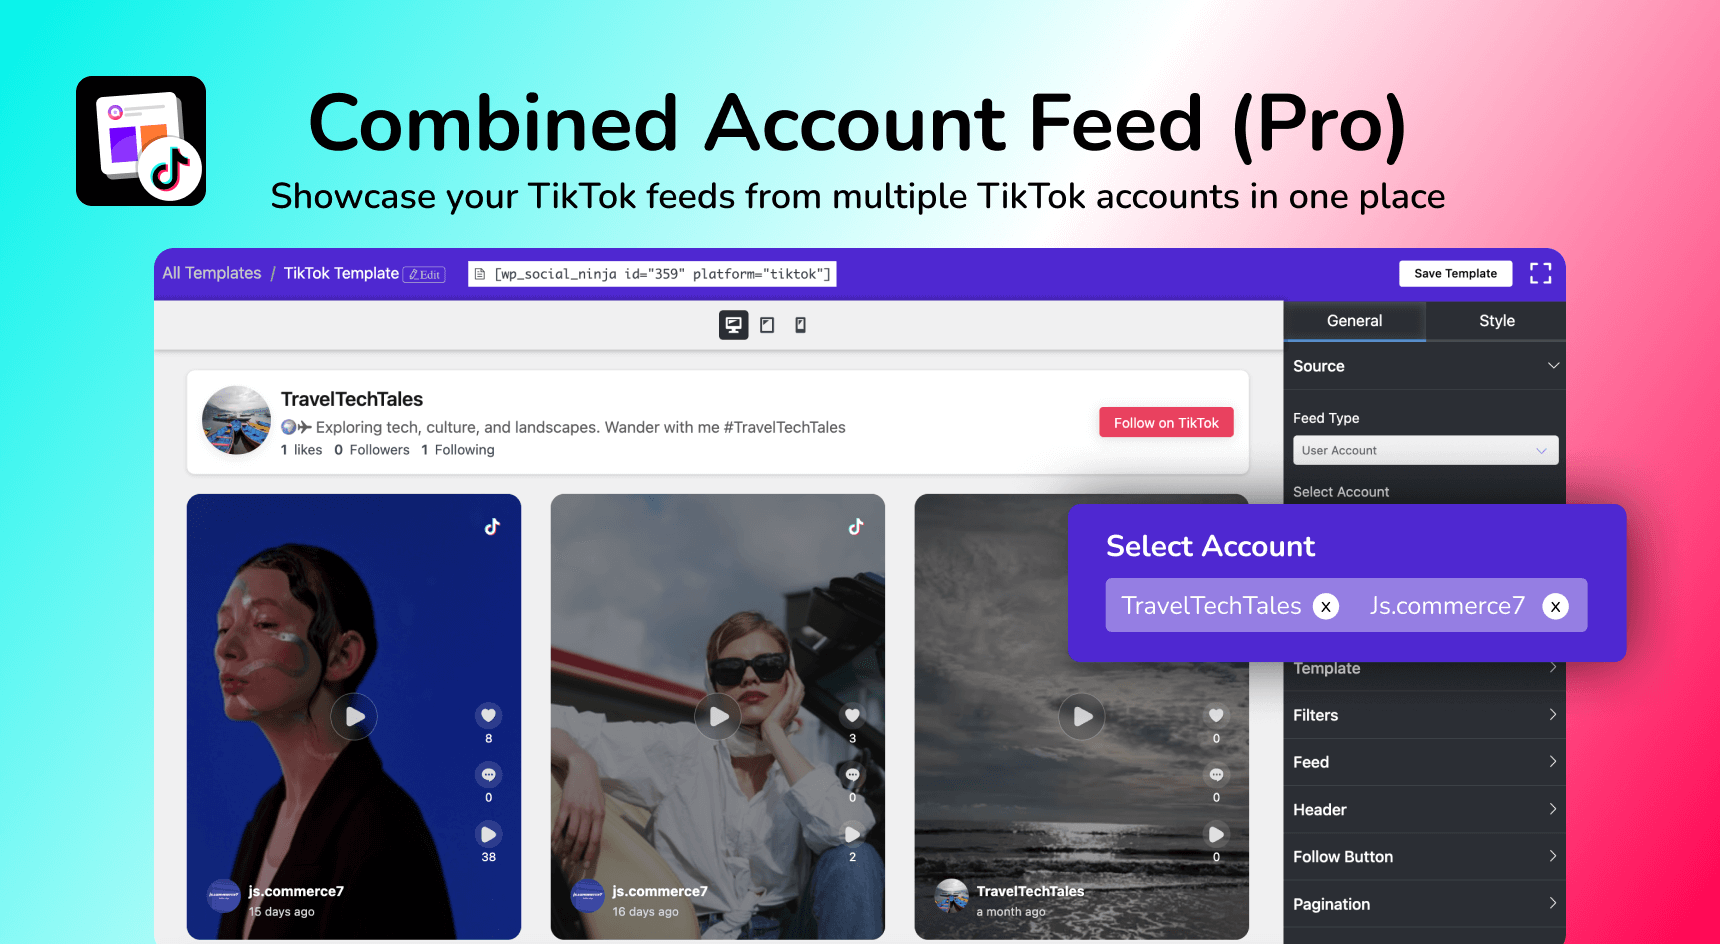 Combined Account Feed (Pro)
Showcase your TikTok feeds from multiple TikTok accounts in one place
All Templates / TikTok Template Edit
[wp_social_ninja id="359" platform="tiktok"]
Save Template
General Style
Source
Feed Type
User Account
Select Account
Select Account
TravelTechTales x Js.commerce7 x
Template
Filters
Feed
Header
Follow Button
Pagination
TravelTechTales
Exploring tech, culture, and landscapes. Wander with me #TravelTechTales
1 likes 0 Followers 1 Following
Follow on TikTok
8
0
38
js.commerce7
15 days ago
3
0
2
js.commerce7
16 days ago
0
0
0
TravelTechTales
a month ago